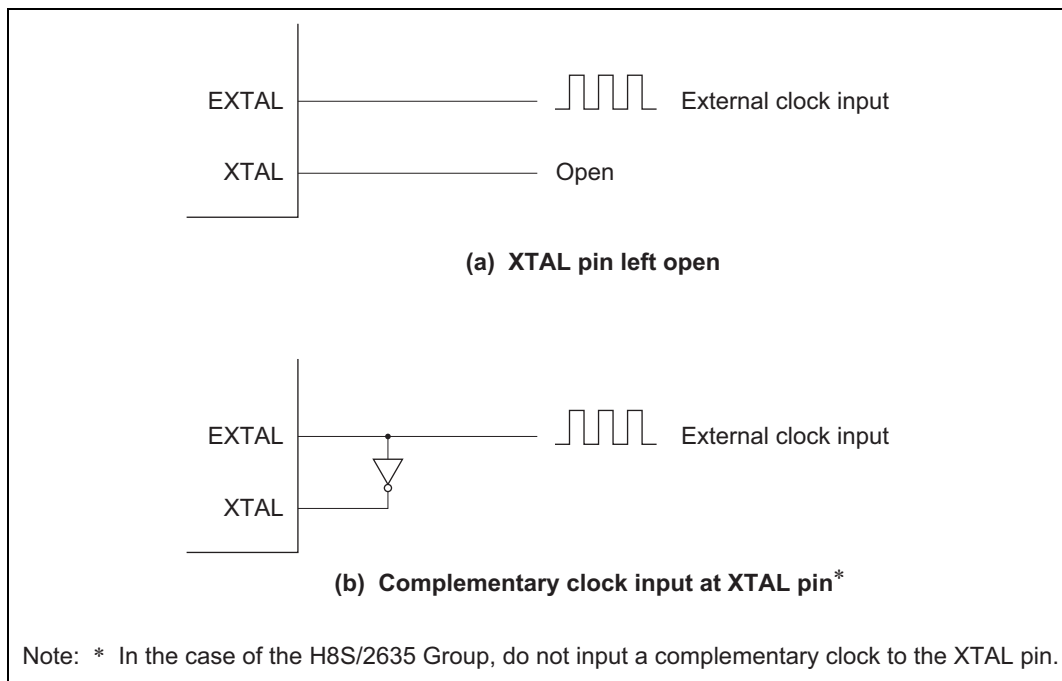 EXTAL
External clock input
XTAL
Open
(a) XTAL pin left open
EXTAL
External clock input
XTAL
(b) Complementary clock input at XTAL pin*
Note: * In the case of the H8S/2635 Group, do not input a complementary clock to the XTAL pin.